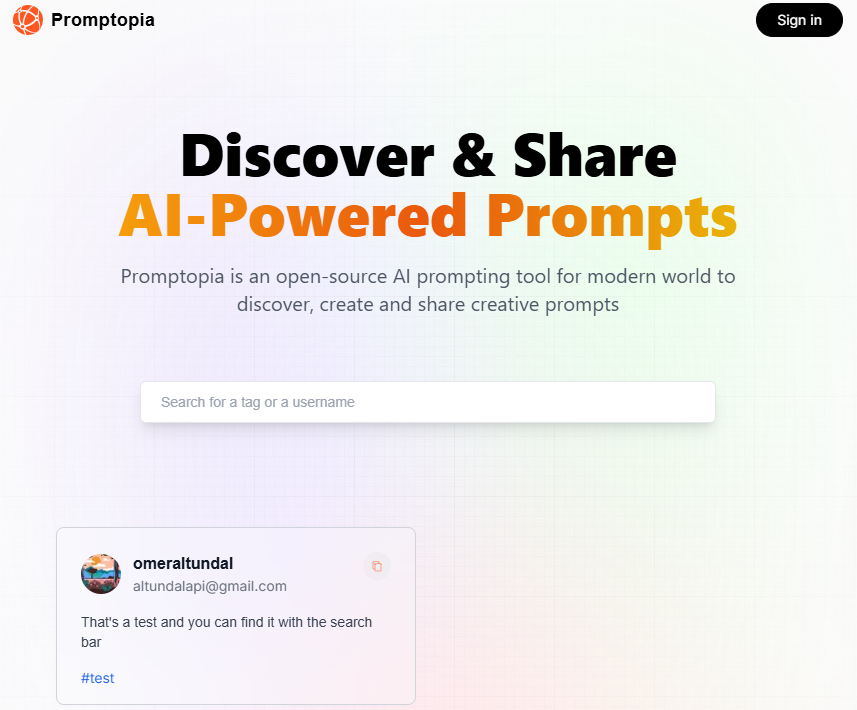 Promptopia
Sign in
Discover & Share
AI-Powered Prompts
Promptopia is an open-source AI prompting tool for modern world to
discover, create and share creative prompts
Search for a tag or a username
omeraltundal
altundalapi@gmail.com
That's a test and you can find it with the search
bar
#test